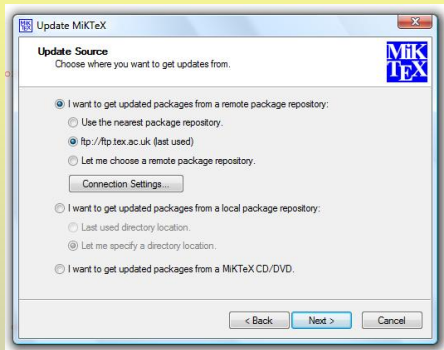 Update MiKTeX
Update Source
Choose where you want to get updates from.
MiK
TEX
I want to get updated packages from a remote package repository:
Use the nearest package repository.
ftp://ftp.tex.ac.uk (last used)
Let me choose a remote package repository.
Connection Settings...
I want to get updated packages from a local package repository:
Last used directory location.
Let me specify a directory location.
I want to get updated packages from a MiKTeX CD/DVD.
< Back
Next >
Cancel